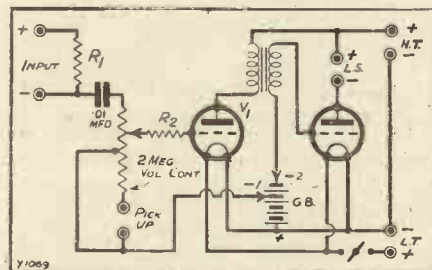 +
INPUT
-
R1
.01
MFD
R2
V1
2 MEG
VOL CONT
PICK
UP
-1
-2
G.B.
+
+
L.S.
-
+
H.T.
-
-
L.T.
+
Y1069